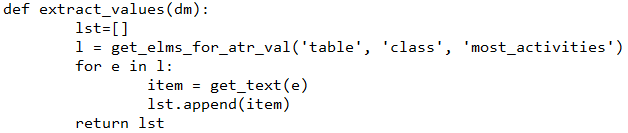 def extract_values(dm):
        lst=[]
        l = get_elms_for_atr_val('table', 'class', 'most_activities')
        for e in l:
                item = get_text(e)
                lst.append(item)
        return lst